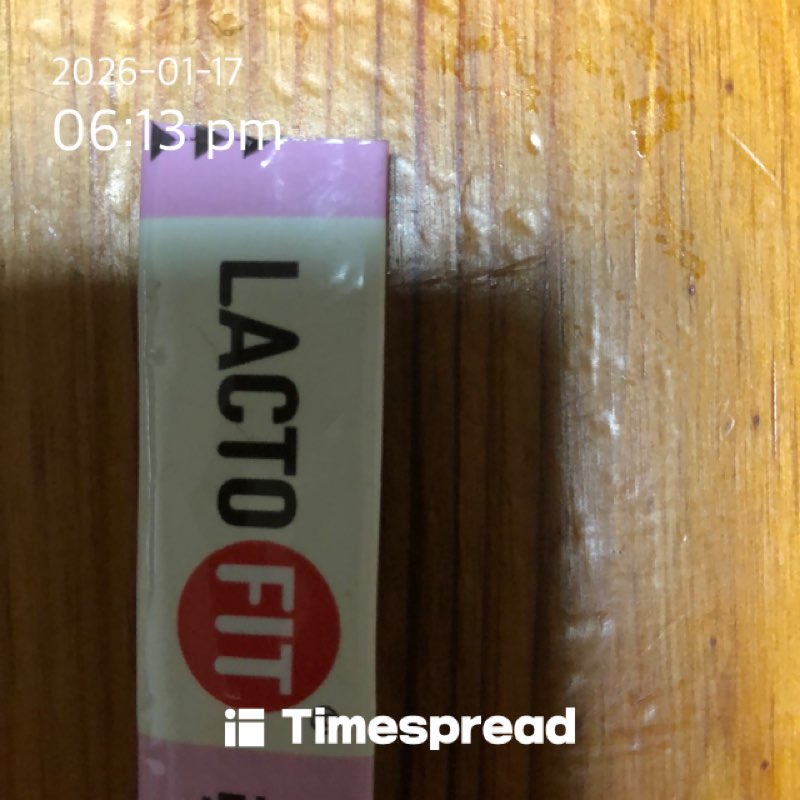 2026-01-17
06:13 pm
LACTO
FIT
Timespread